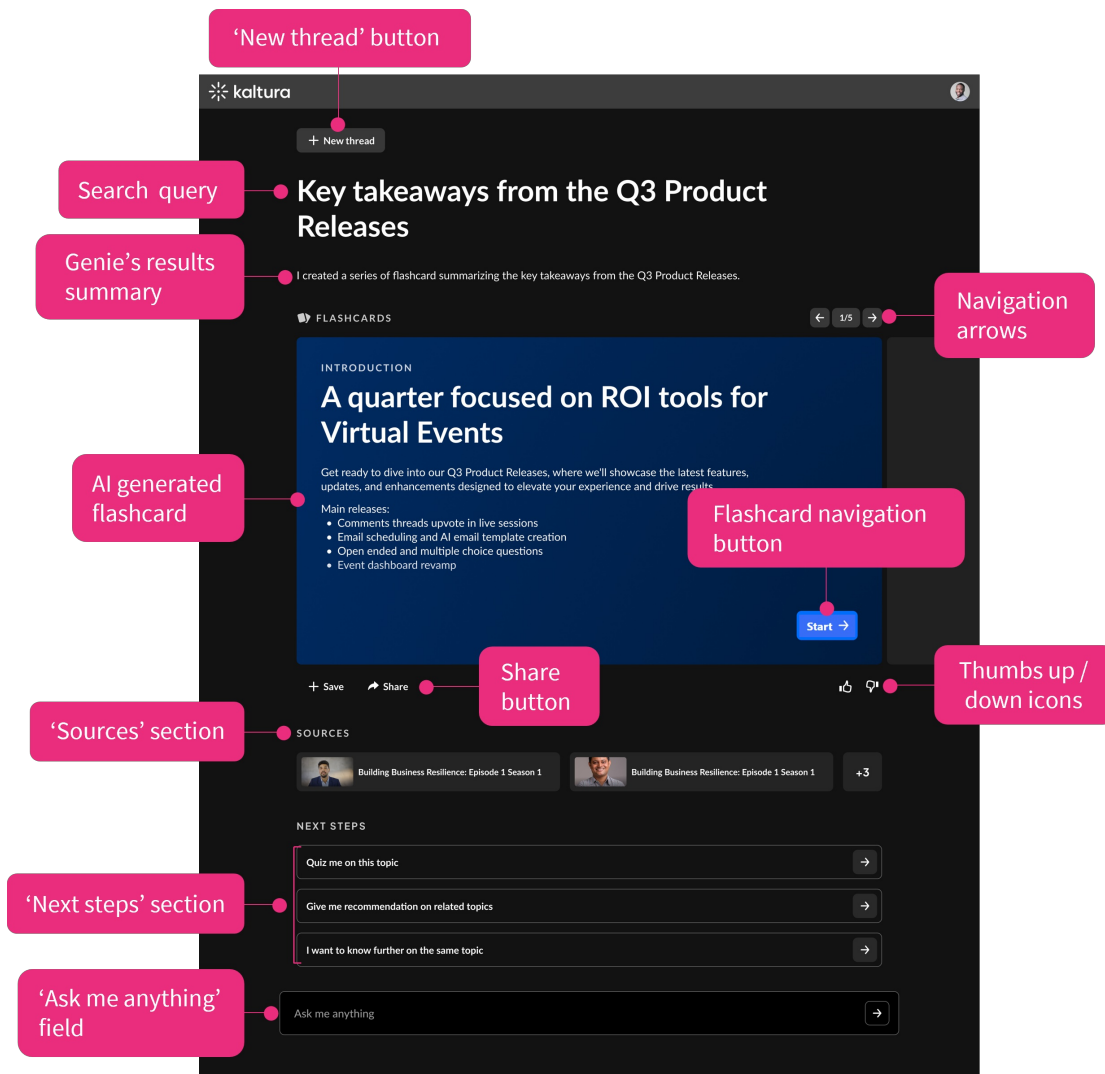 ‘New thread’ button
kaltura
+ New thread
Search query
Key takeaways from the Q3 Product
Releases
Genie’s results
summary
I created a series of flashcard summarizing the key takeaways from the Q3 Product Releases.
Navigation
arrows
FLASHCARDS
1/5
INTRODUCTION
A quarter focused on ROI tools for
Virtual Events
AI generated
flashcard
Get ready to dive into our Q3 Product Releases, where we'll showcase the latest features,
updates, and enhancements designed to elevate your experience and drive results
Main releases:
• Comments threads upvote in live sessions
• Email scheduling and AI email template creation
• Open ended and multiple choice questions
• Event dashboard revamp
Flashcard navigation
button
Start →
+ Save
Share
Share
button
Thumbs up /
down icons
‘Sources’ section
SOURCES
Building Business Resilience: Episode 1 Season 1
Building Business Resilience: Episode 1 Season 1
+3
NEXT STEPS
Quiz me on this topic
‘Next steps’ section
Give me recommendation on related topics
I want to know further on the same topic
‘Ask me anything’
field
Ask me anything